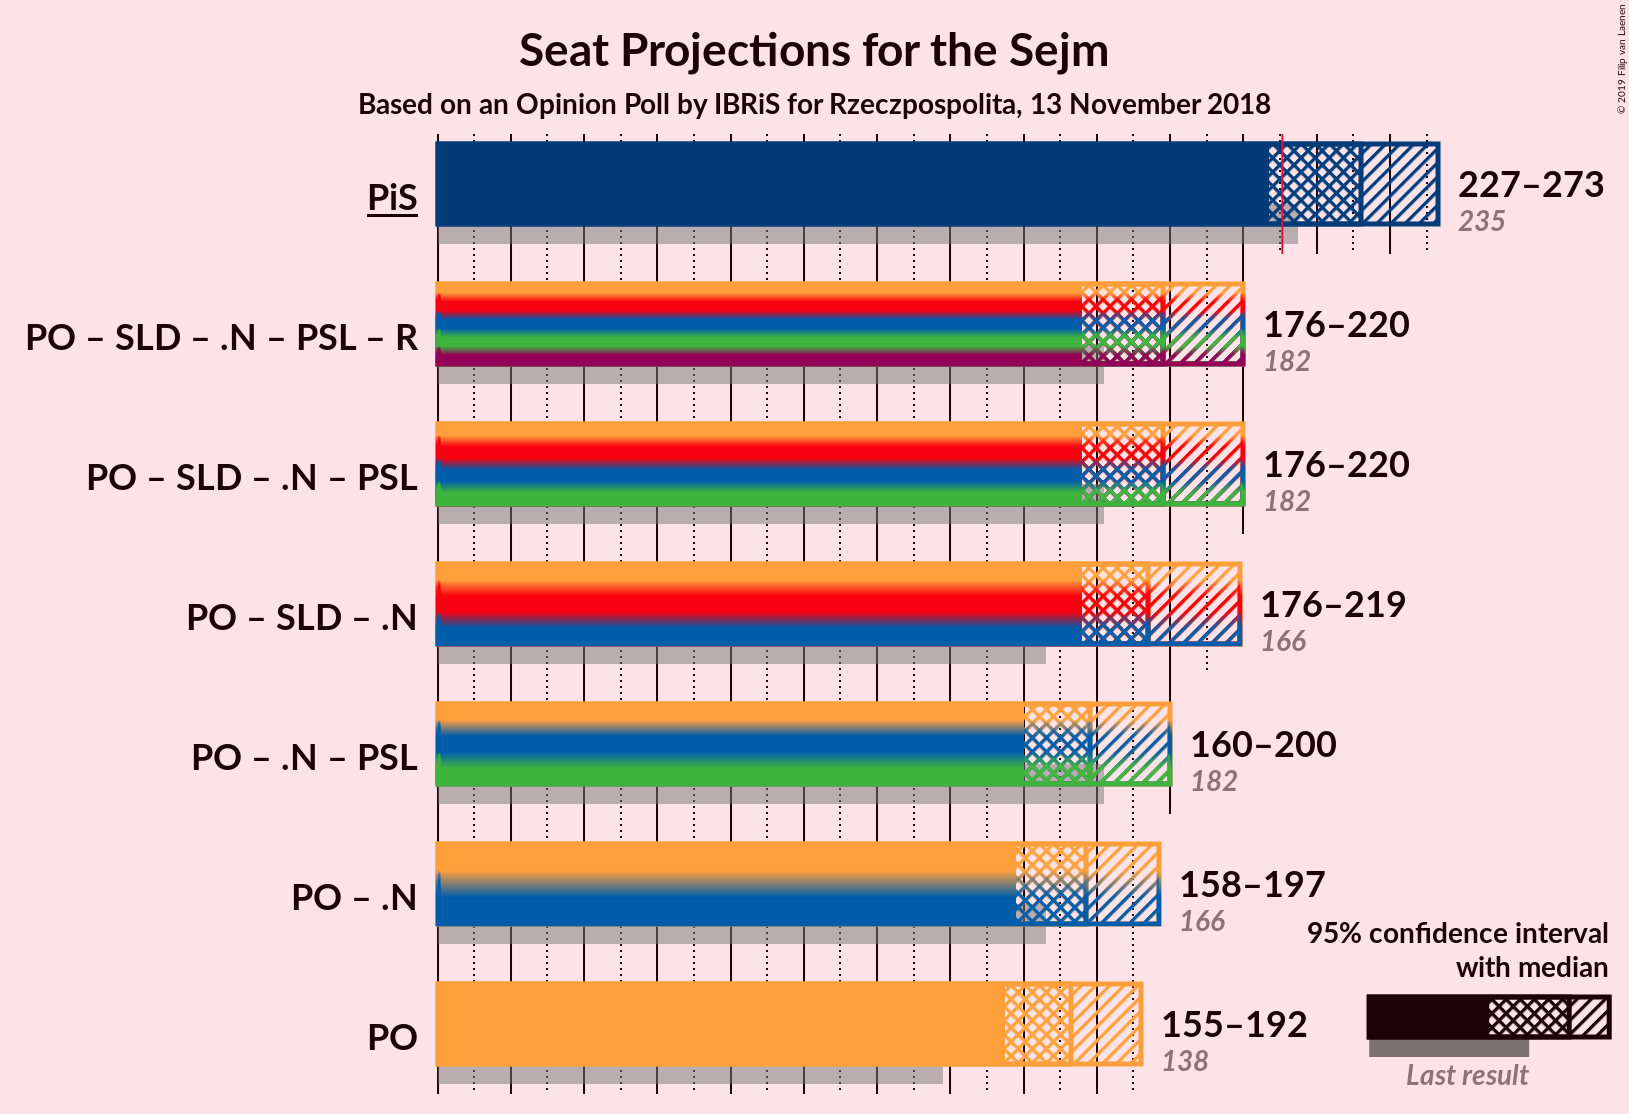 Seat Projections for the Sejm
Based on an Opinion Poll by IBRiS for Rzeczpospolita, 13 November 2018
© 2019 Filip van Laenen
PiS
227–273
235
PO – SLD – .N – PSL – R
176–220
182
PO – SLD – .N – PSL
176–220
182
PO – SLD – .N
176–219
166
PO – .N – PSL
160–200
182
PO – .N
158–197
166
PO
155–192
138
95% confidence interval
with median
Last result